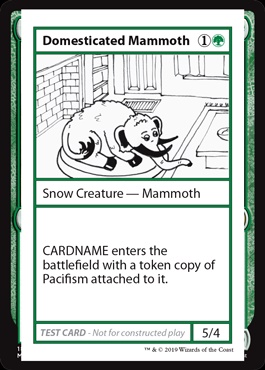 Domesticated Mammoth 1
Snow Creature — Mammoth
CARDNAME enters the
battlefield with a token copy of
Pacifism attached to it.
TEST CARD - Not for constructed play 5/4
™ & © 2019 Wizards of the Coast